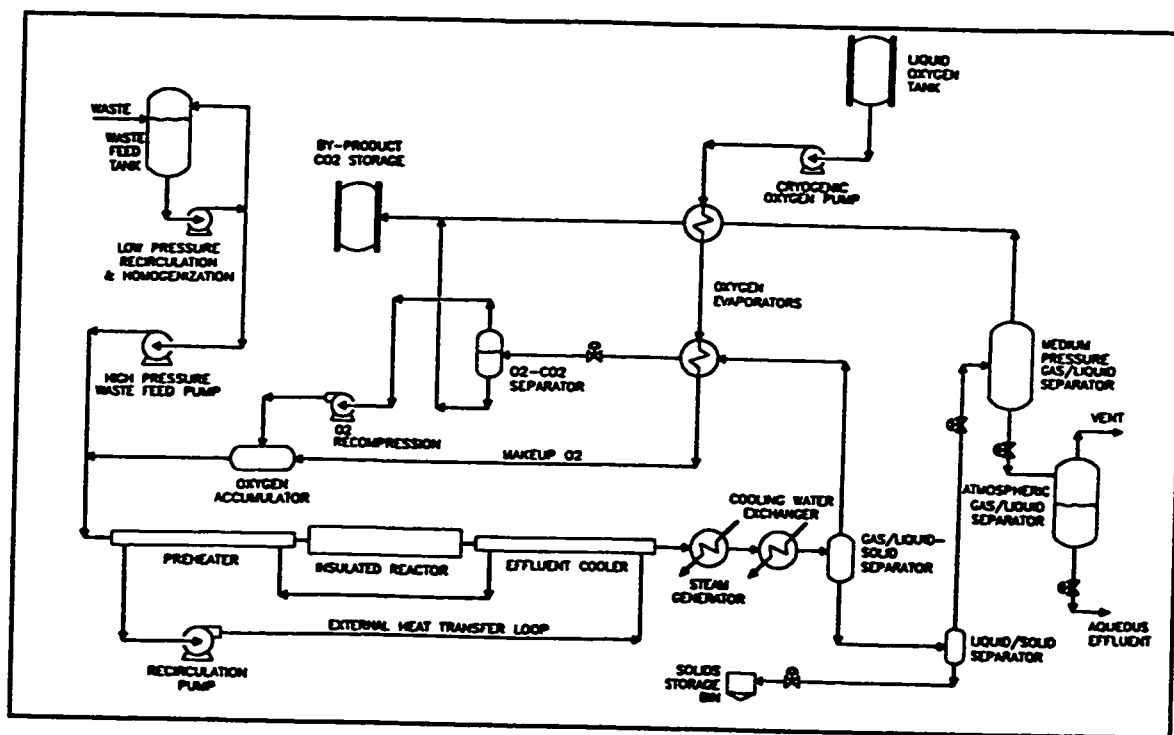 LIQUID
OXYGEN
TANK
WASTE
WASTE
FEED
TANK
BY-PRODUCT
CO2 STORAGE
CRYOGENIC
OXYGEN PUMP
LOW PRESSURE
RECIRCULATION
& HOMOGENIZATION
OXYGEN
EVAPORATORS
HIGH PRESSURE
WASTE FEED PUMP
O2-CO2
SEPARATOR
MEDIUM
PRESSURE
GAS/LIQUID
SEPARATOR
VENT
O2
RECOMPRESSION
MAKEUP O2
OXYGEN
ACCUMULATOR
COOLING WATER
EXCHANGER
ATMOSPHERIC
GAS/LIQUID
SEPARATOR
PREHEATER
INSULATED REACTOR
EFFLUENT COOLER
STEAM
GENERATOR
GAS/LIQUID-
SOLID
SEPARATOR
EXTERNAL HEAT TRANSFER LOOP
RECIRCULATION
PUMP
AQUEOUS
EFFLUENT
LIQUID/SOLID
SEPARATOR
SOLIDS
STORAGE
BIN